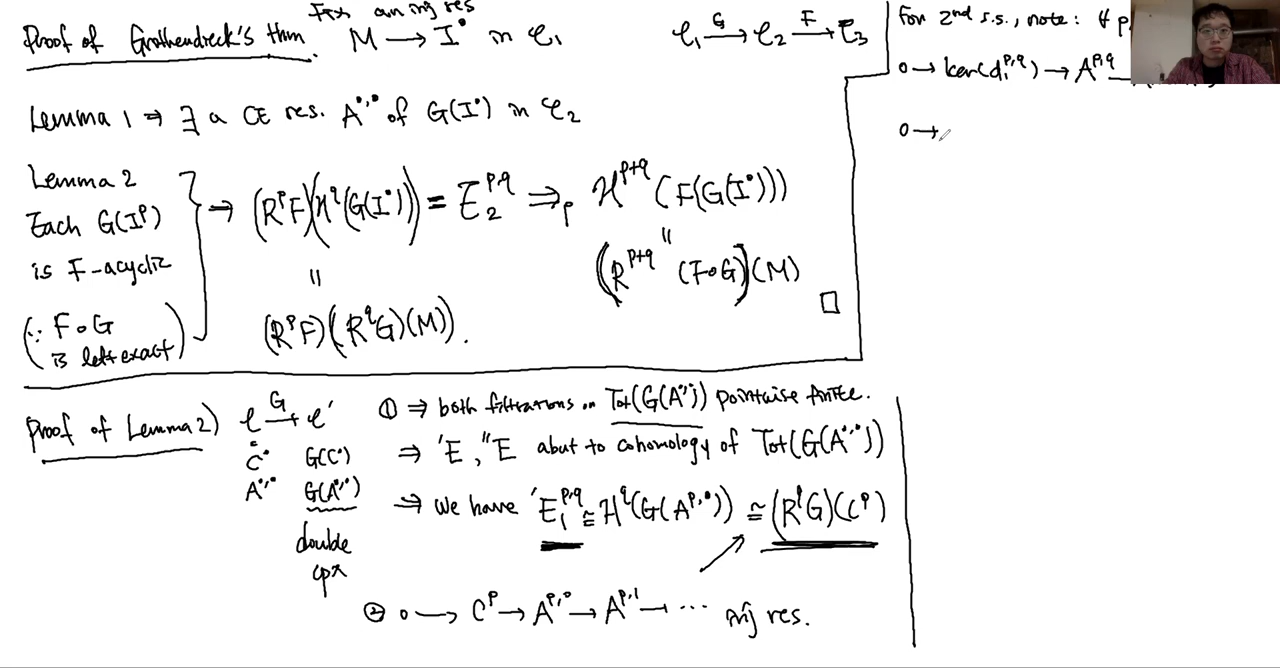 Fix an inj res
Proof of Grothendieck's thm. M → I^• in 𝒞₁ 𝒞₁ →^G 𝒞₂ →^F 𝒞₃
Lemma 1 ⇒ ∃ a CE res. A^{•,•} of G(I^•) in 𝒞₂
Lemma 2
Each G(I^p)
is F-acyclic
(∵ F∘G
is left exact)
⇒ (R^pF)(H^q(G(I^•))) = E₂^{p,q} ⇒_p H^{p+q}(F(G(I^•)))
|| ||
(R^pF)((R^qG)(M)). (R^{p+q}(F∘G))(M) □
Proof of Lemma 2) 𝒞 →^G 𝒞'
C^• G(C^•)
A^{•,•} G(A^{•,•})
double
cpx
① ⇒ both filtrations on Tot(G(A^{•,•})) pointwise finite.
⇒ 'E, ''E abut to cohomology of Tot(G(A^{•,•}))
⇒ We have 'E₁^{p,q} ≅ H^q(G(A^{p,•})) ≅ (R^qG)(C^p)
② 0 → C^p → A^{p,0} → A^{p,1} → ⋯ inj res.
For 2nd s.s., note: ∀ p,
0 → ker(d₁^{p,q}) → A^{p,q}
0 →